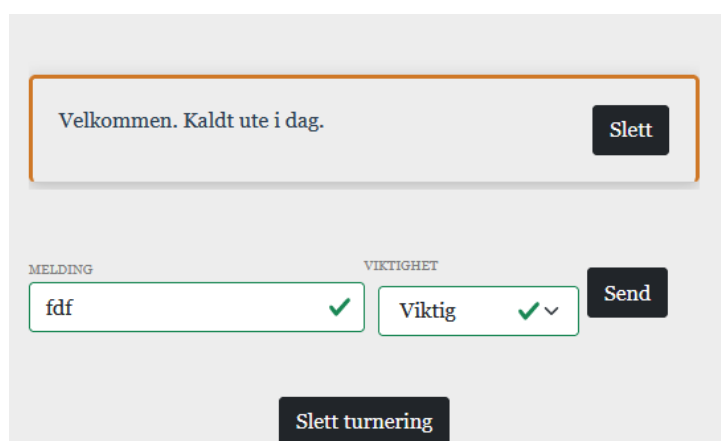 Velkommen. Kaldt ute i dag.
Slett
MELDING
VIKTIGHET
fdf
Viktig
Send
Slett turnering